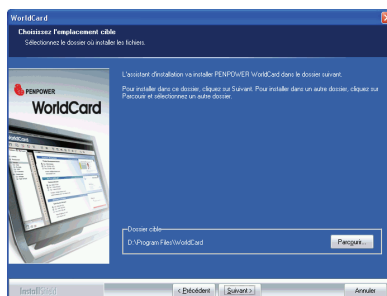 WorldCard
Choisissez l'emplacement cible
Sélectionnez le dossier où installer les fichiers.
L'assistant d'installation va installer PENPOWER WorldCard dans le dossier suivant.
Pour installer dans ce dossier, cliquez sur Suivant. Pour installer dans un autre dossier, cliquez sur
Parcourir et sélectionnez un autre dossier.
PENPOWER
WorldCard
Dossier cible
D:\Program Files\WorldCard
Parcourir...
InstallShield
< Précédent
Suivant >
Annuler